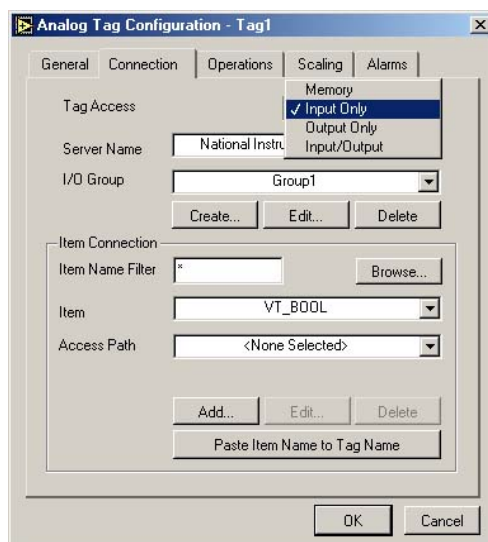 Analog Tag Configuration - Tag1
General Connection Operations Scaling Alarms
Tag Access
Memory
✓ Input Only
Output Only
Input/Output
Server Name National
I/O Group Group1
Create... Edit... Delete
Item Connection
Item Name Filter * Browse...
Item VT_BOOL
Access Path <None Selected>
Add... Edit... Delete
Paste Item Name to Tag Name
OK Cancel